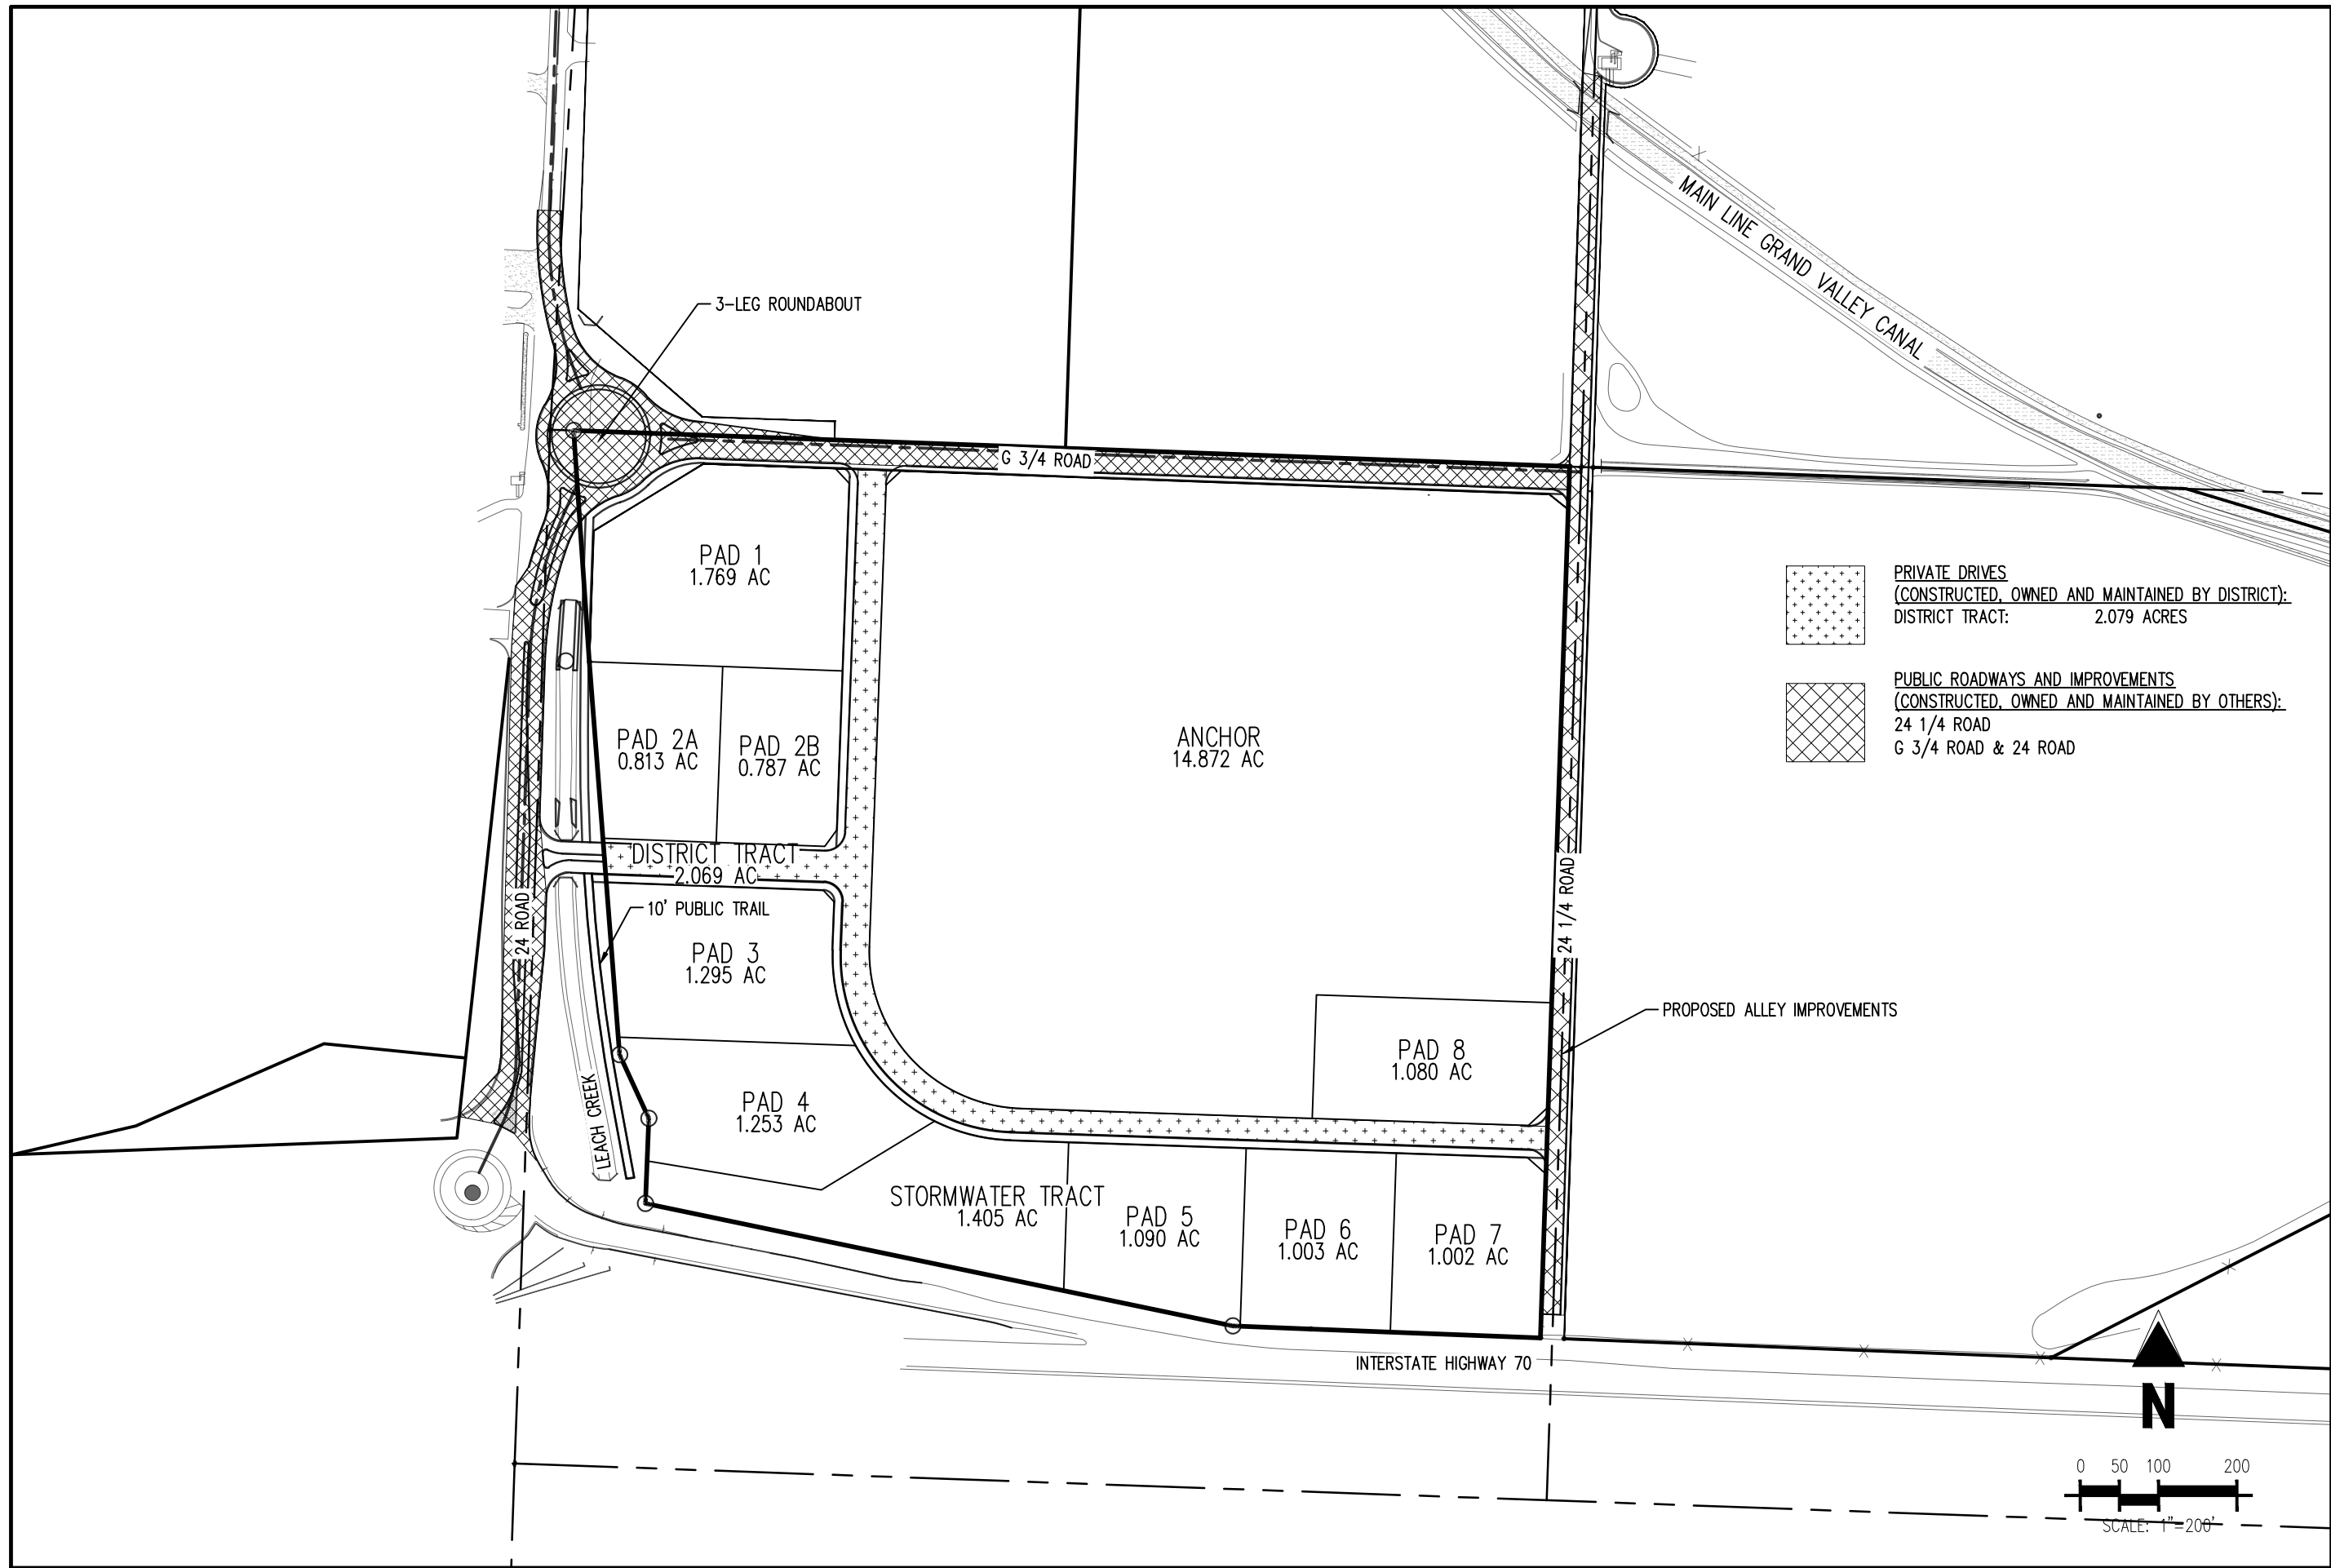 3-LEG ROUNDABOUT
MAIN LINE GRAND VALLEY CANAL
G 3/4 ROAD
PAD 1
1.769 AC
PRIVATE DRIVES
(CONSTRUCTED, OWNED AND MAINTAINED BY DISTRICT):
DISTRICT TRACT: 2.079 ACRES
PUBLIC ROADWAYS AND IMPROVEMENTS
(CONSTRUCTED, OWNED AND MAINTAINED BY OTHERS):
24 1/4 ROAD
G 3/4 ROAD & 24 ROAD
PAD 2A
0.813 AC
PAD 2B
0.787 AC
ANCHOR
14.872 AC
DISTRICT TRACT
2.069 AC
24 ROAD
10' PUBLIC TRAIL
24 1/4 ROAD
PAD 3
1.295 AC
PROPOSED ALLEY IMPROVEMENTS
PAD 8
1.080 AC
PAD 4
1.253 AC
LEACH CREEK
STORMWATER TRACT
1.405 AC
PAD 5
1.090 AC
PAD 6
1.003 AC
PAD 7
1.002 AC
INTERSTATE HIGHWAY 70
N
0 50 100 200
SCALE: 1"=200'